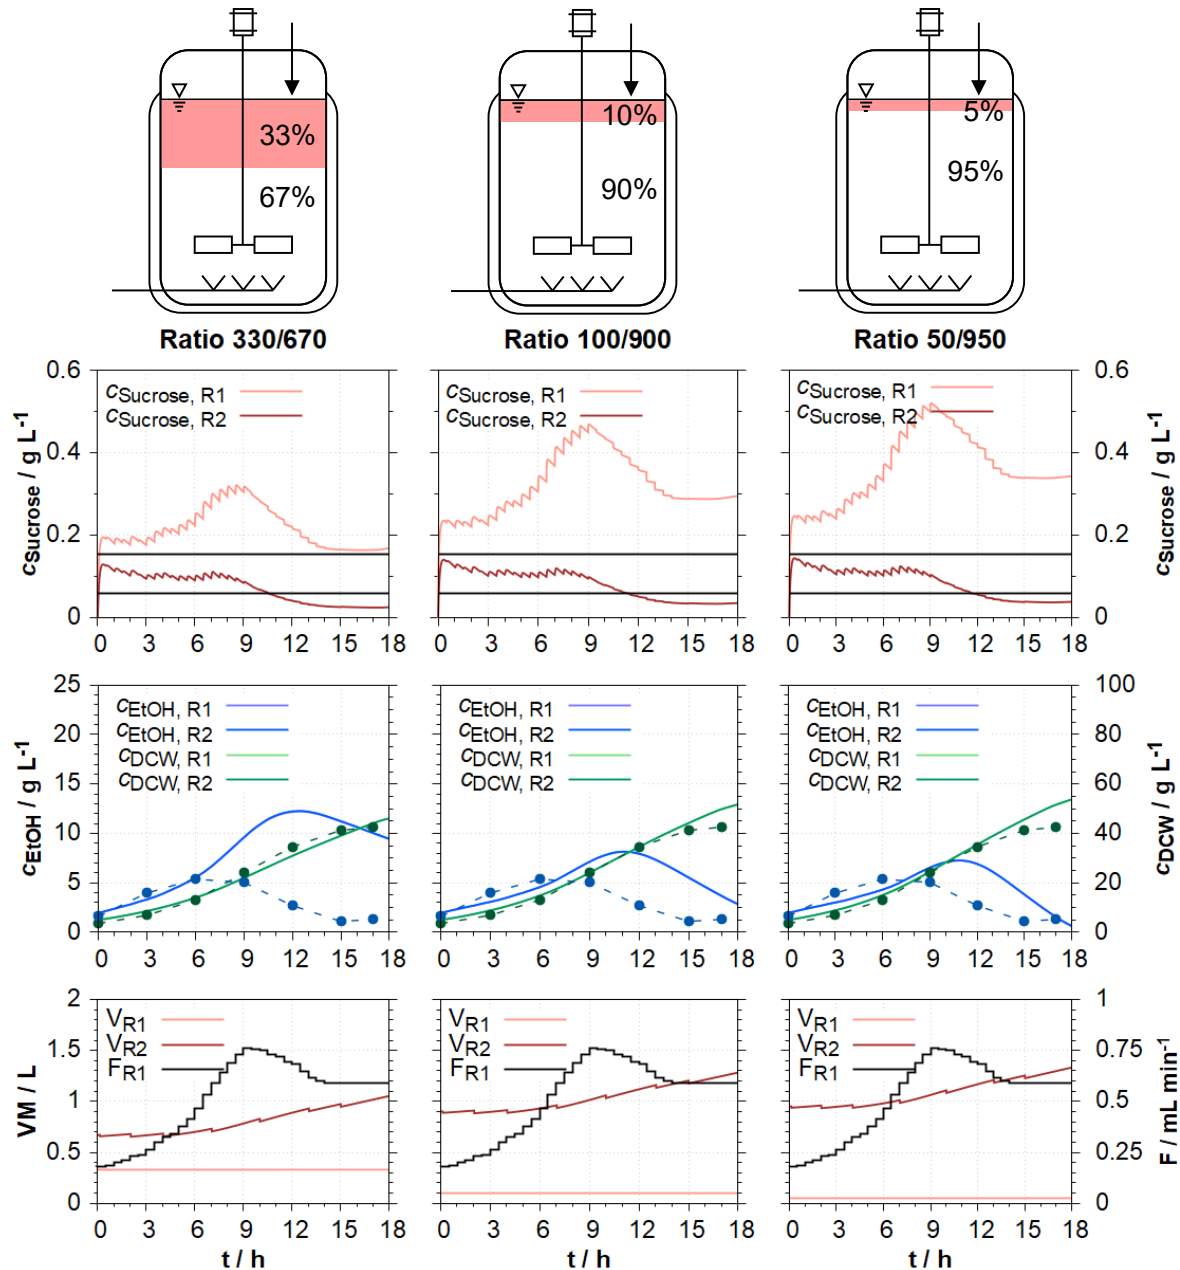 33%
67%
10%
90%
5%
95%
Ratio 330/670
Ratio 100/900
Ratio 50/950
cSucrose / g L-1
0.6
0.4
0.2
0
cSucrose, R1
cSucrose, R2
0 3 6 9 12 15 18
cSucrose, R1
cSucrose, R2
0 3 6 9 12 15 18
cSucrose, R1
cSucrose, R2
0 3 6 9 12 15 18
0.6
0.4
0.2
0
cSucrose / g L-1
cEtOH / g L-1
25
20
15
10
5
0
cEtOH, R1
cEtOH, R2
cDCW, R1
cDCW, R2
0 3 6 9 12 15 18
cEtOH, R1
cEtOH, R2
cDCW, R1
cDCW, R2
0 3 6 9 12 15 18
cEtOH, R1
cEtOH, R2
cDCW, R1
cDCW, R2
0 3 6 9 12 15 18
100
80
60
40
20
0
cDCW / g L-1
VM / L
2
1.5
1
0.5
0
VR1
VR2
FR1
0 3 6 9 12 15 18
t / h
VR1
VR2
FR1
0 3 6 9 12 15 18
t / h
VR1
VR2
FR1
0 3 6 9 12 15 18
t / h
1
0.75
0.5
0.25
0
F / mL min-1